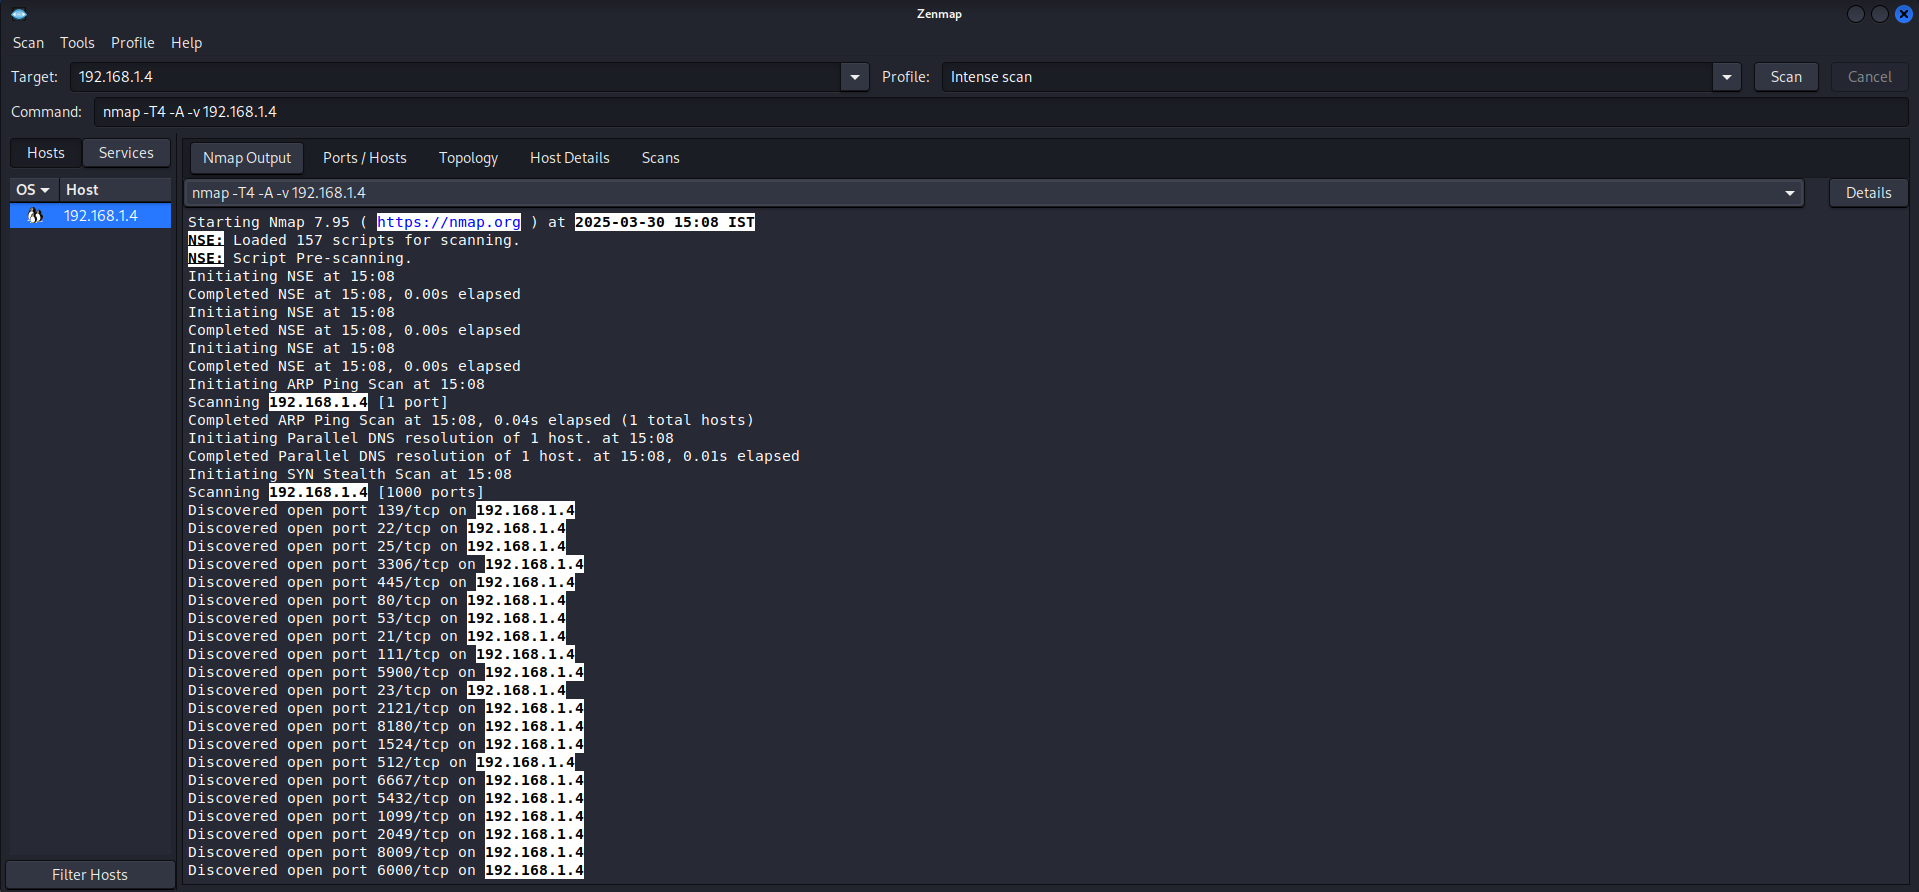 Zenmap
Scan Tools Profile Help
Target: 192.168.1.4 Profile: Intense scan Scan Cancel
Command: nmap -T4 -A -v 192.168.1.4
Hosts Services
Nmap Output Ports / Hosts Topology Host Details Scans
OS Host
192.168.1.4
nmap -T4 -A -v 192.168.1.4 Details
Starting Nmap 7.95 ( https://nmap.org ) at 2025-03-30 15:08 IST
NSE: Loaded 157 scripts for scanning.
NSE: Script Pre-scanning.
Initiating NSE at 15:08
Completed NSE at 15:08, 0.00s elapsed
Initiating NSE at 15:08
Completed NSE at 15:08, 0.00s elapsed
Initiating NSE at 15:08
Completed NSE at 15:08, 0.00s elapsed
Initiating ARP Ping Scan at 15:08
Scanning 192.168.1.4 [1 port]
Completed ARP Ping Scan at 15:08, 0.04s elapsed (1 total hosts)
Initiating Parallel DNS resolution of 1 host. at 15:08
Completed Parallel DNS resolution of 1 host. at 15:08, 0.01s elapsed
Initiating SYN Stealth Scan at 15:08
Scanning 192.168.1.4 [1000 ports]
Discovered open port 139/tcp on 192.168.1.4
Discovered open port 22/tcp on 192.168.1.4
Discovered open port 25/tcp on 192.168.1.4
Discovered open port 3306/tcp on 192.168.1.4
Discovered open port 445/tcp on 192.168.1.4
Discovered open port 80/tcp on 192.168.1.4
Discovered open port 53/tcp on 192.168.1.4
Discovered open port 21/tcp on 192.168.1.4
Discovered open port 111/tcp on 192.168.1.4
Discovered open port 5900/tcp on 192.168.1.4
Discovered open port 23/tcp on 192.168.1.4
Discovered open port 2121/tcp on 192.168.1.4
Discovered open port 8180/tcp on 192.168.1.4
Discovered open port 1524/tcp on 192.168.1.4
Discovered open port 512/tcp on 192.168.1.4
Discovered open port 6667/tcp on 192.168.1.4
Discovered open port 5432/tcp on 192.168.1.4
Discovered open port 1099/tcp on 192.168.1.4
Discovered open port 2049/tcp on 192.168.1.4
Discovered open port 8009/tcp on 192.168.1.4
Discovered open port 6000/tcp on 192.168.1.4
Filter Hosts